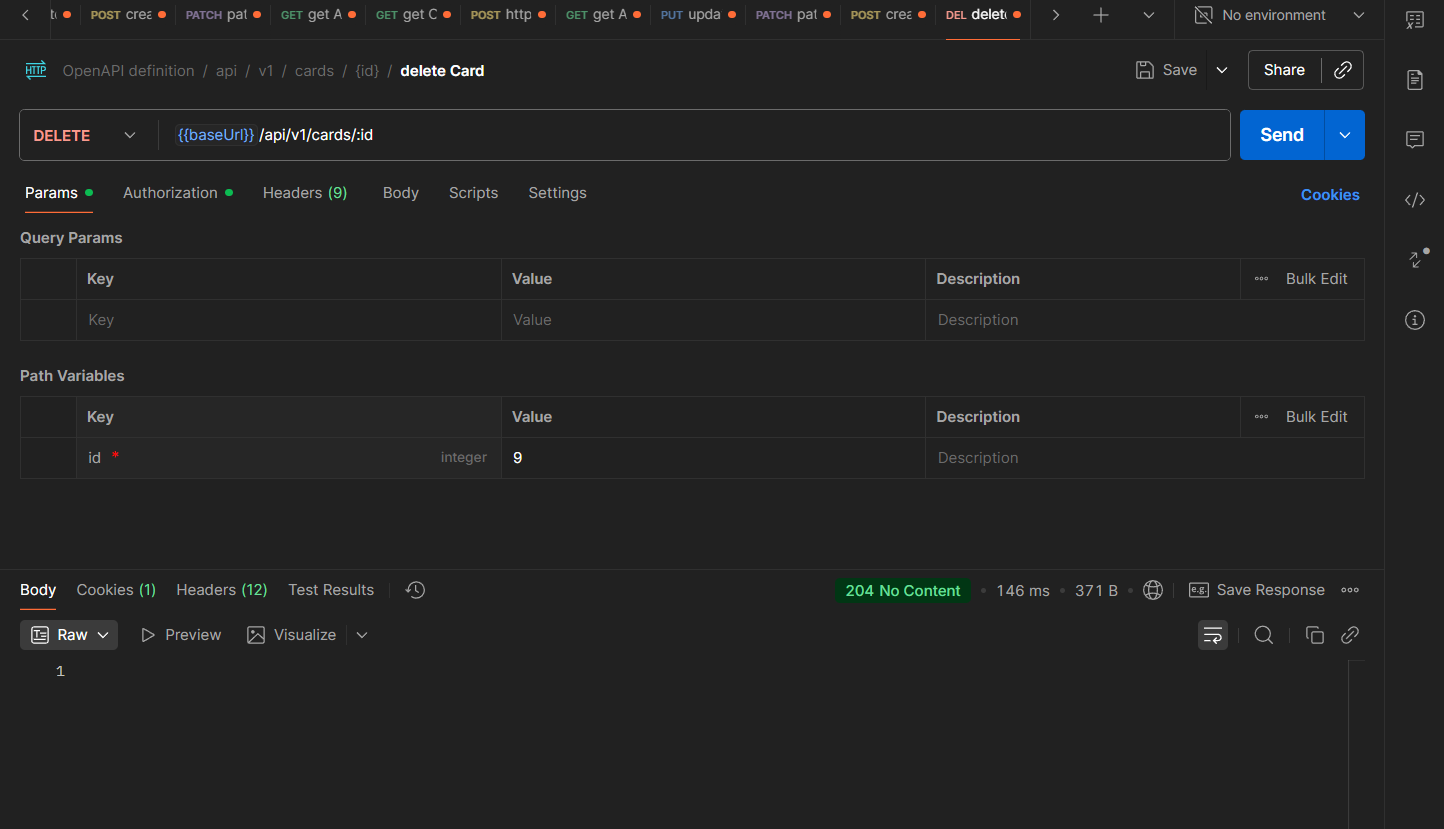 POST crea PATCH pat GET get A GET get C POST http GET get A PUT upda PATCH pat POST crea DEL delet No environment
HTTP OpenAPI definition / api / v1 / cards / {id} / delete Card Save Share
DELETE {{baseUrl}} /api/v1/cards/:id Send
Params Authorization Headers (9) Body Scripts Settings Cookies
Query Params
Key Value Description Bulk Edit
Key Value Description
Path Variables
Key Value Description Bulk Edit
id * integer 9 Description
Body Cookies (1) Headers (12) Test Results 204 No Content • 146 ms • 371 B • e.g. Save Response
Raw Preview Visualize
1